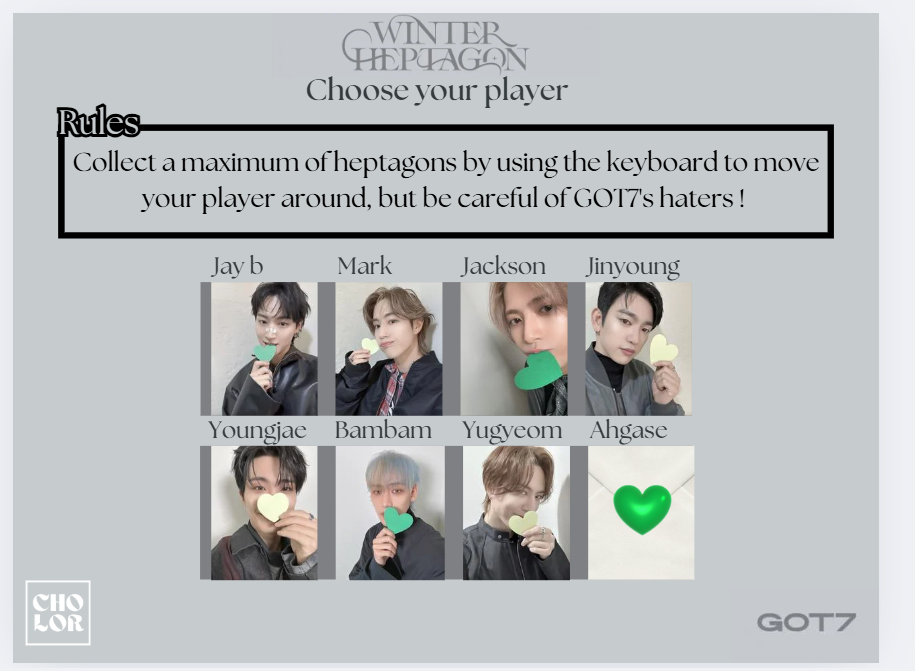 WINTER
HEPTAGON
Choose your player
Rules
Collect a maximum of heptagons by using the keyboard to move
your player around, but be careful of GOT7's haters !
Jay b Mark Jackson Jinyoung
Youngjae Bambam Yugyeom Ahgase
CHO
LOR
GOT7